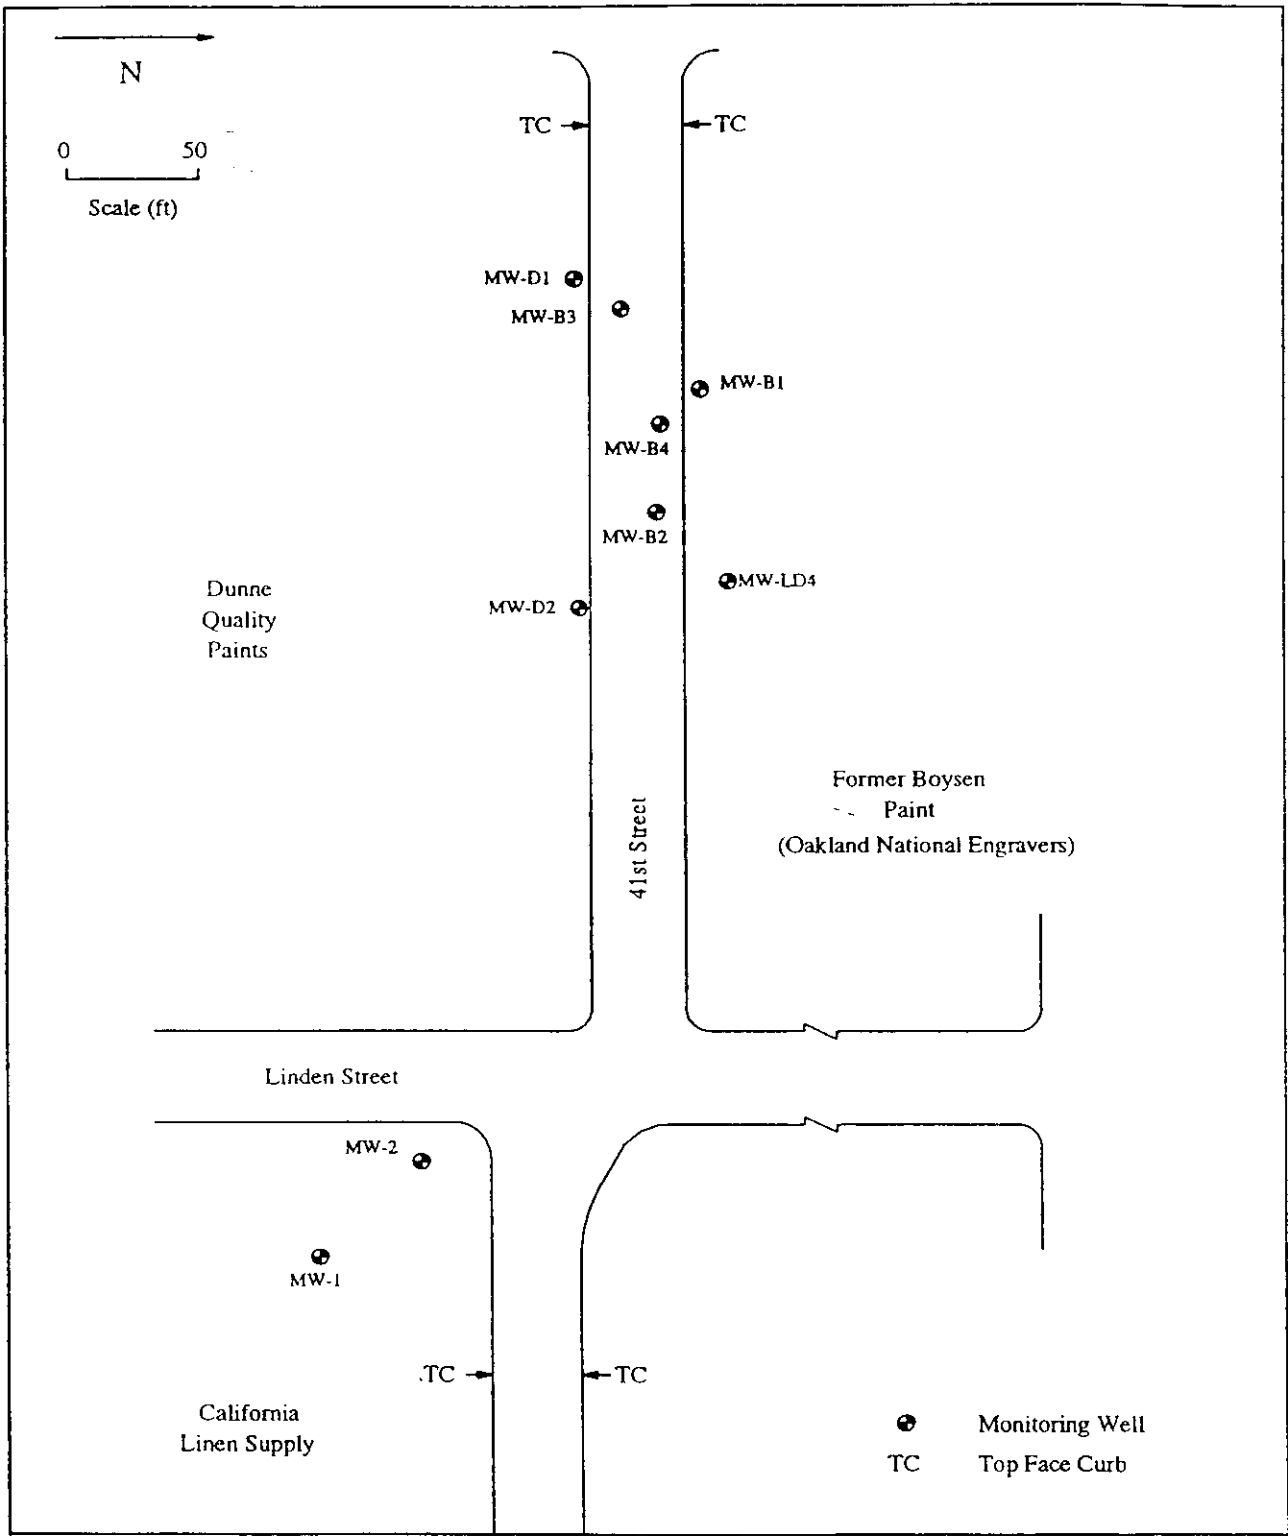 N
0 50
Scale (ft)
TC
TC
MW-D1
MW-B3
MW-B1
MW-B4
MW-B2
MW-LD4
MW-D2
Dunne
Quality
Paints
Former Boysen
Paint
(Oakland National Engravers)
41st Street
Linden Street
MW-2
MW-1
TC
TC
California
Linen Supply
Monitoring Well
TC Top Face Curb